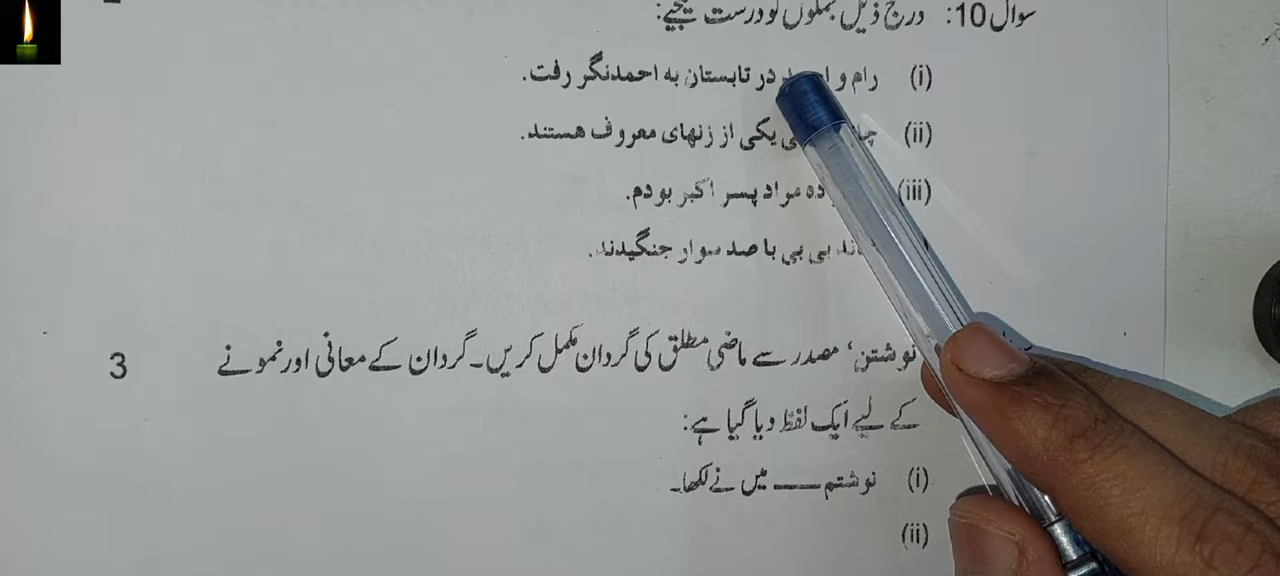 سوال 10: درج ذیل جملوں کو درست کیجیے:
(i) رام و در تابستان به احمدنگر رفت.
(ii) یکی از زنهای معروف هستند.
(iii) مراد پسر اکبر بودم.
بی بی با صد سوار جنگیدند.
نوشتن، مصدر سے ماضی مطلق کی گردان مکمل کریں۔ گردان کے معانی اور نمونے 3
کے لیے ایک لفظ دیا گیا ہے:
(i) نوشتم ــــــ میں نے لکھا۔
(ii)